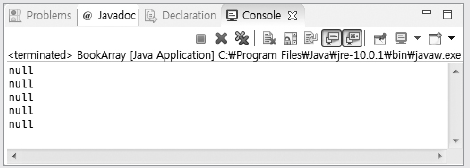 Problems @ Javadoc Declaration Console
<terminated> BookArray [Java Application] C:₩Program Files₩Java₩jre-10.0.1₩bin₩javaw.exe
null
null
null
null
null